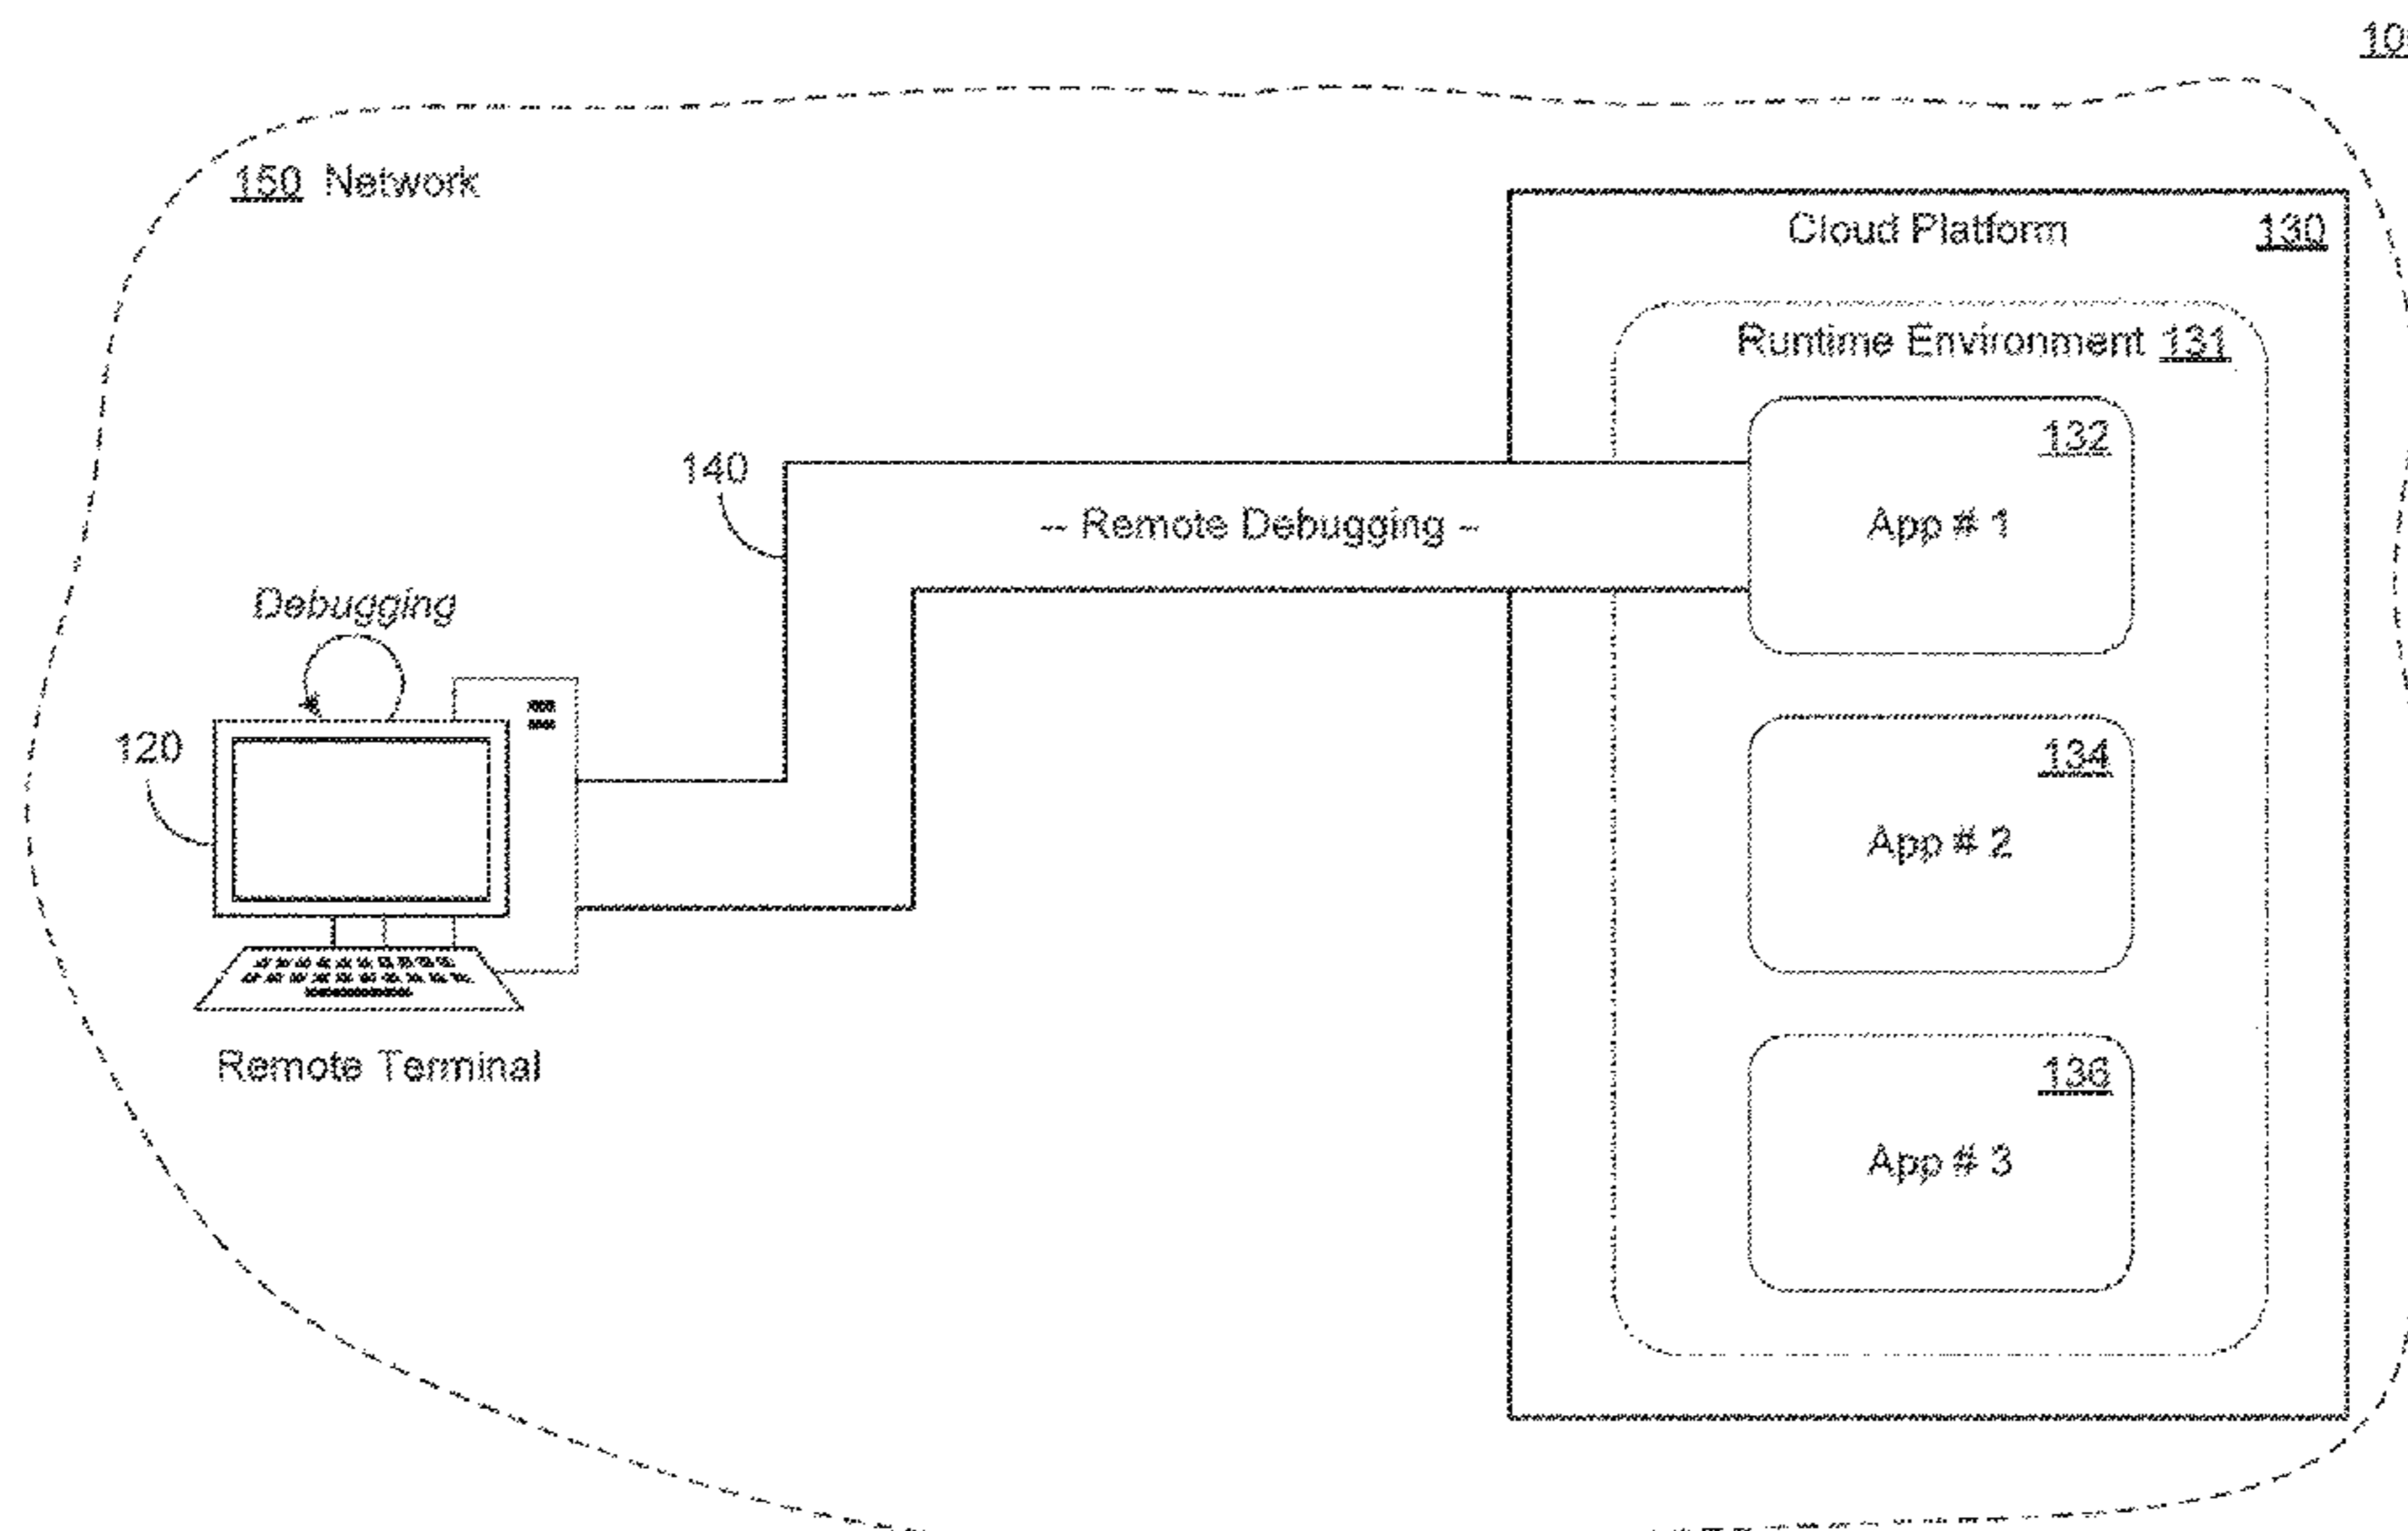 150 Network
Cloud Platform 130
Runtime Environment 131
132
140
-- Remote Debugging --
App # 1
Debugging
120
134
App # 2
Remote Terminal
136
App # 3